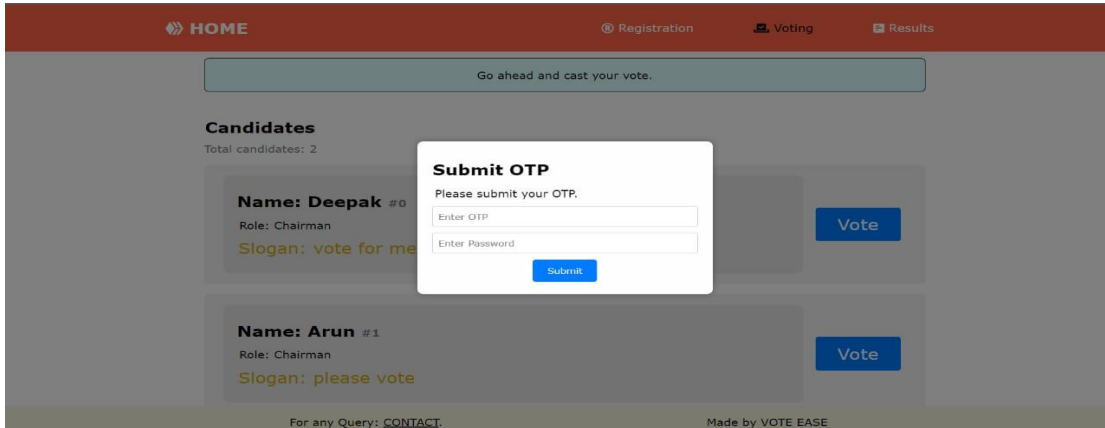 HOME
® Registration
Voting
Results
Go ahead and cast your vote.
Candidates
Total candidates: 2
Submit OTP
Please submit your OTP.
Enter OTP
Enter Password
Submit
Name: Deepak #0
Role: Chairman
Slogan: vote for me
Vote
Name: Arun #1
Role: Chairman
Slogan: please vote
Vote
For any Query: CONTACT.
Made by VOTE EASE